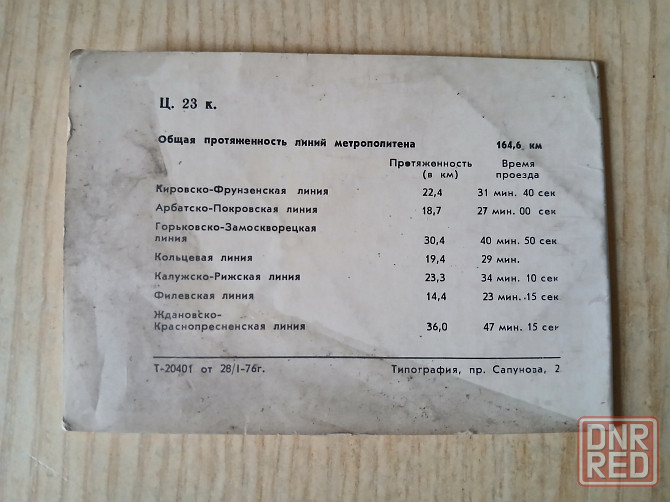 Ц. 23 к.
Общая протяженность линий метрополитена 164,6 км
Протяженность Время
(в км) проезда
Кировско-Фрунзенская линия 22,4 31 мин. 40 сек
Арбатско-Покровская линия 18,7 27 мин. 00 сек
Горьковско-Замоскворецкая
линия 30,4 40 мин. 50 сек
Кольцевая линия 19,4 29 мин.
Калужско-Рижская линия 23,3 34 мин. 10 сек
Филевская линия 14,4 23 мин. 15 сек
Ждановско-
Краснопресненская линия 36,0 47 мин. 15 сек
Т-20401 от 28/I-76г. Типография, пр. Сапунова, 2
DNR
RED